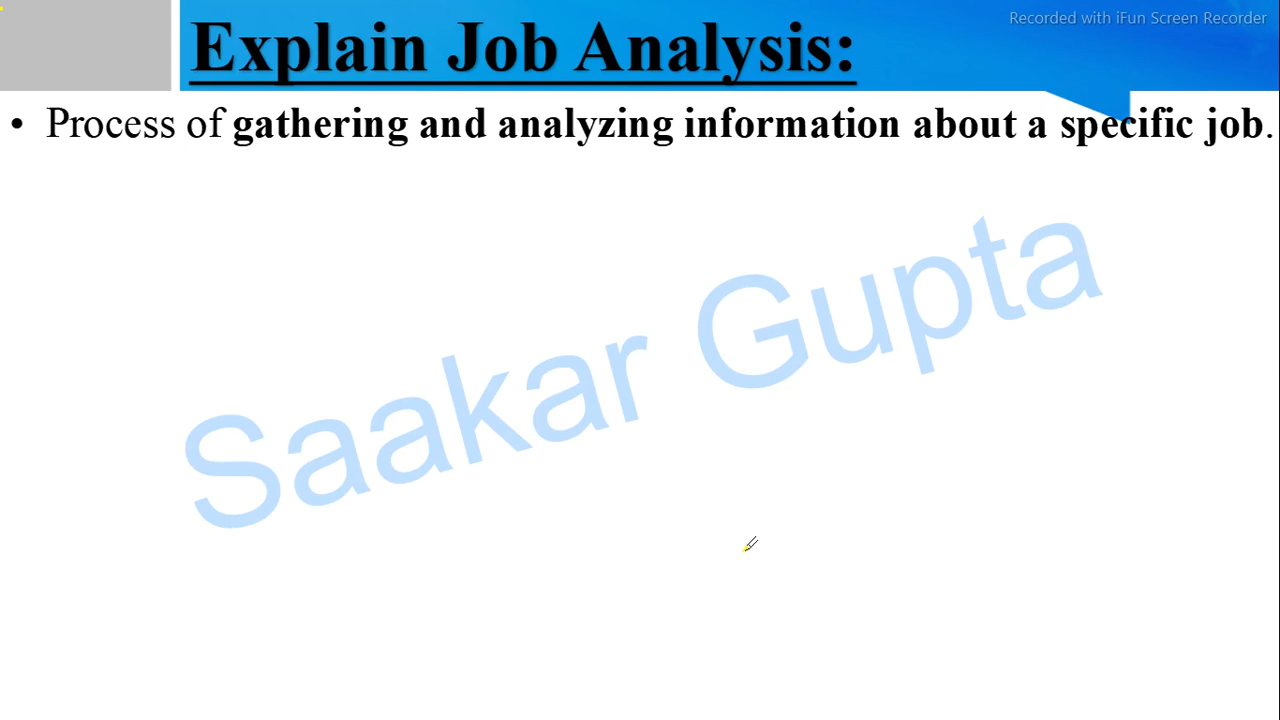 Recorded with iFun Screen Recorder
Explain Job Analysis:
• Process of gathering and analyzing information about a specific job.
Saakar Gupta